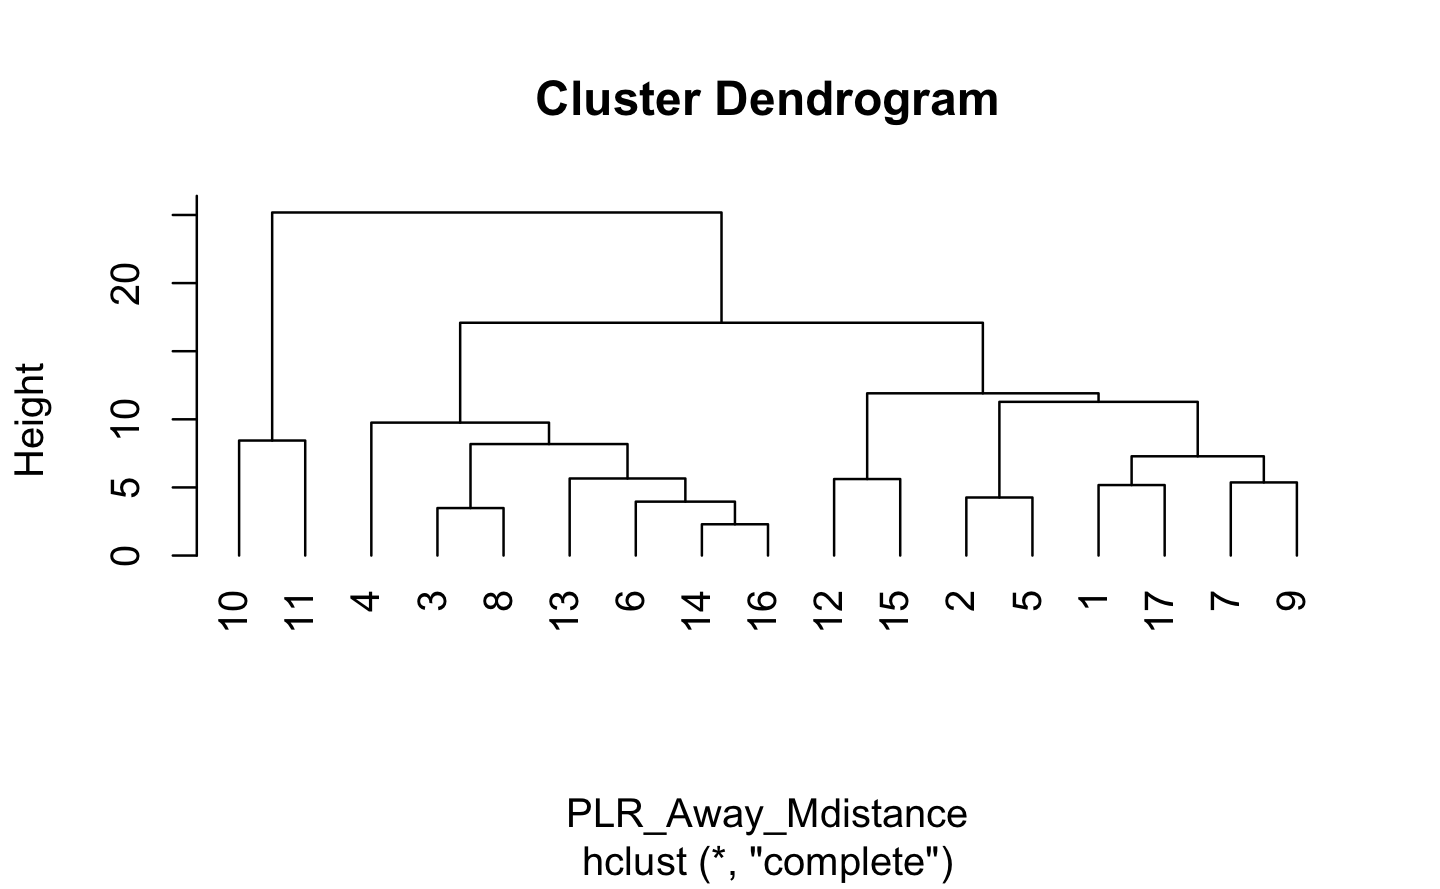 Cluster Dendrogram
Height
20
10
5
0
10 11 4 3 8 13 6 14 16 12 15 2 5 1 17 7 9
PLR_Away_Mdistance
hclust (*, "complete")